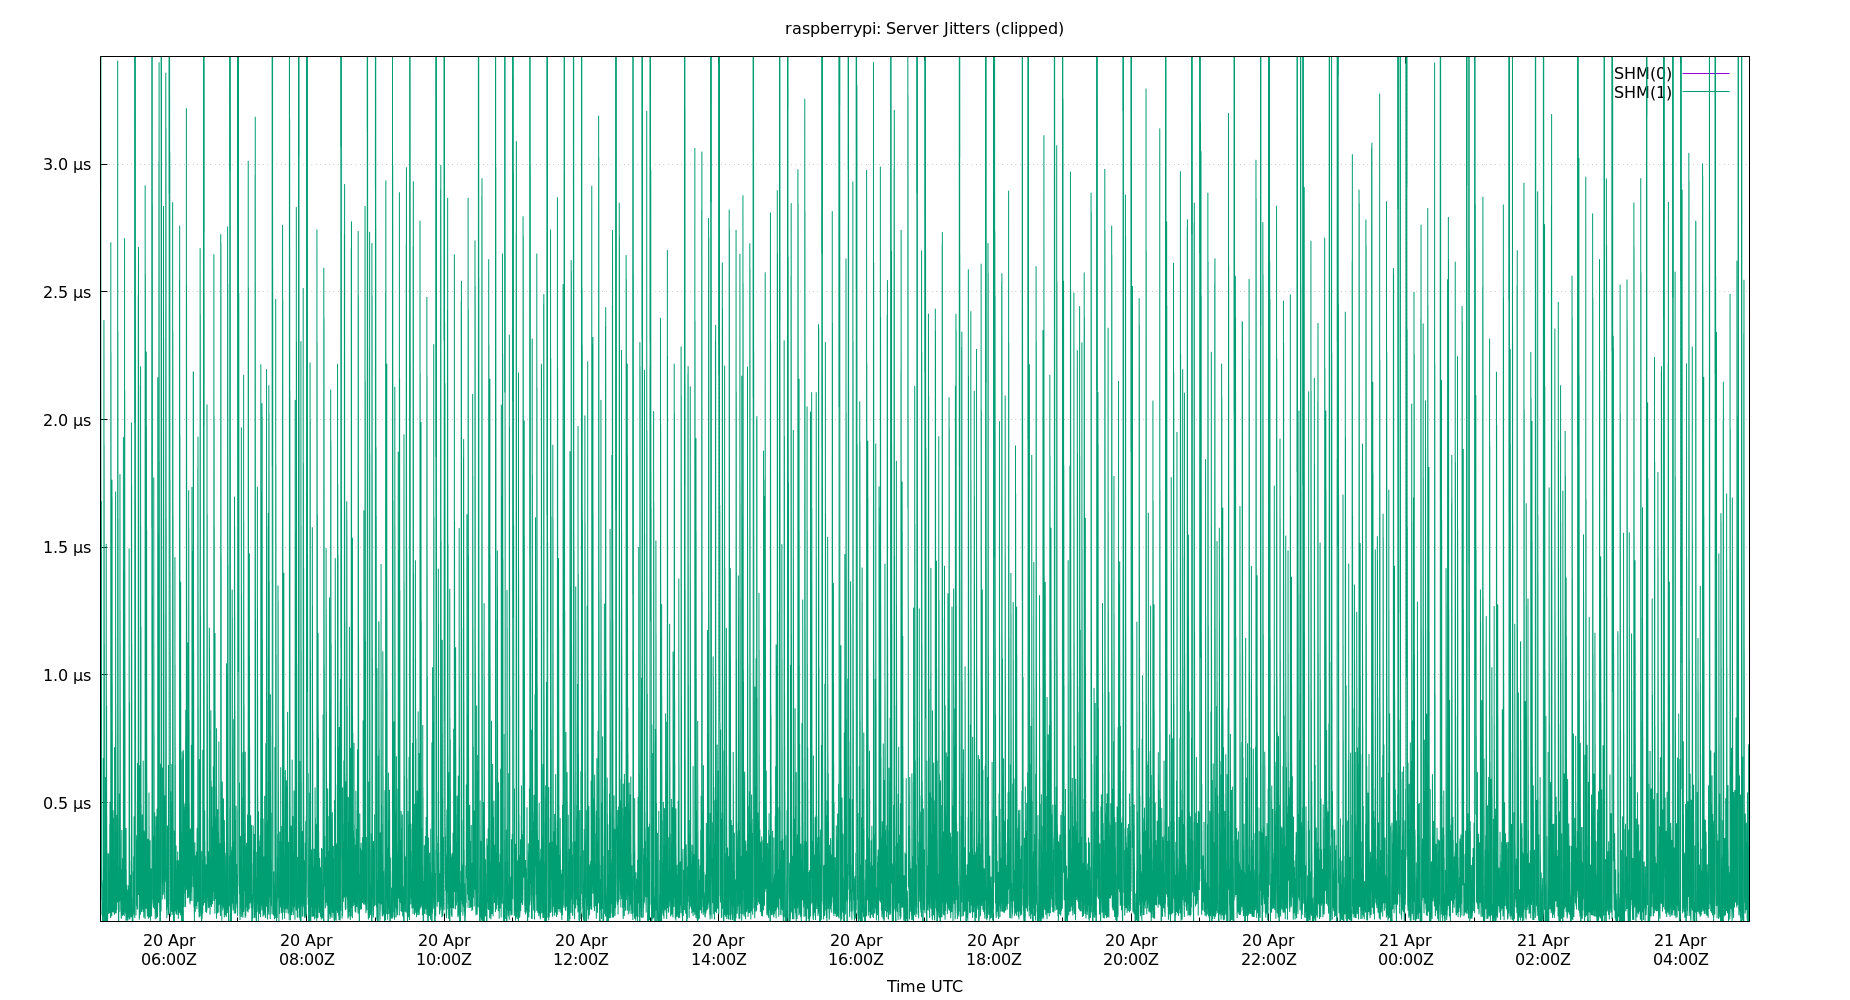 raspberrypi: Server Jitters (clipped)
SHM(0)
SHM(1)
3.0 µs
2.5 µs
2.0 µs
1.5 µs
1.0 µs
0.5 µs
20 Apr 20 Apr 20 Apr 20 Apr 20 Apr 20 Apr 20 Apr 20 Apr 20 Apr 21 Apr 21 Apr 21 Apr
06:00Z 08:00Z 10:00Z 12:00Z 14:00Z 16:00Z 18:00Z 20:00Z 22:00Z 00:00Z 02:00Z 04:00Z
Time UTC